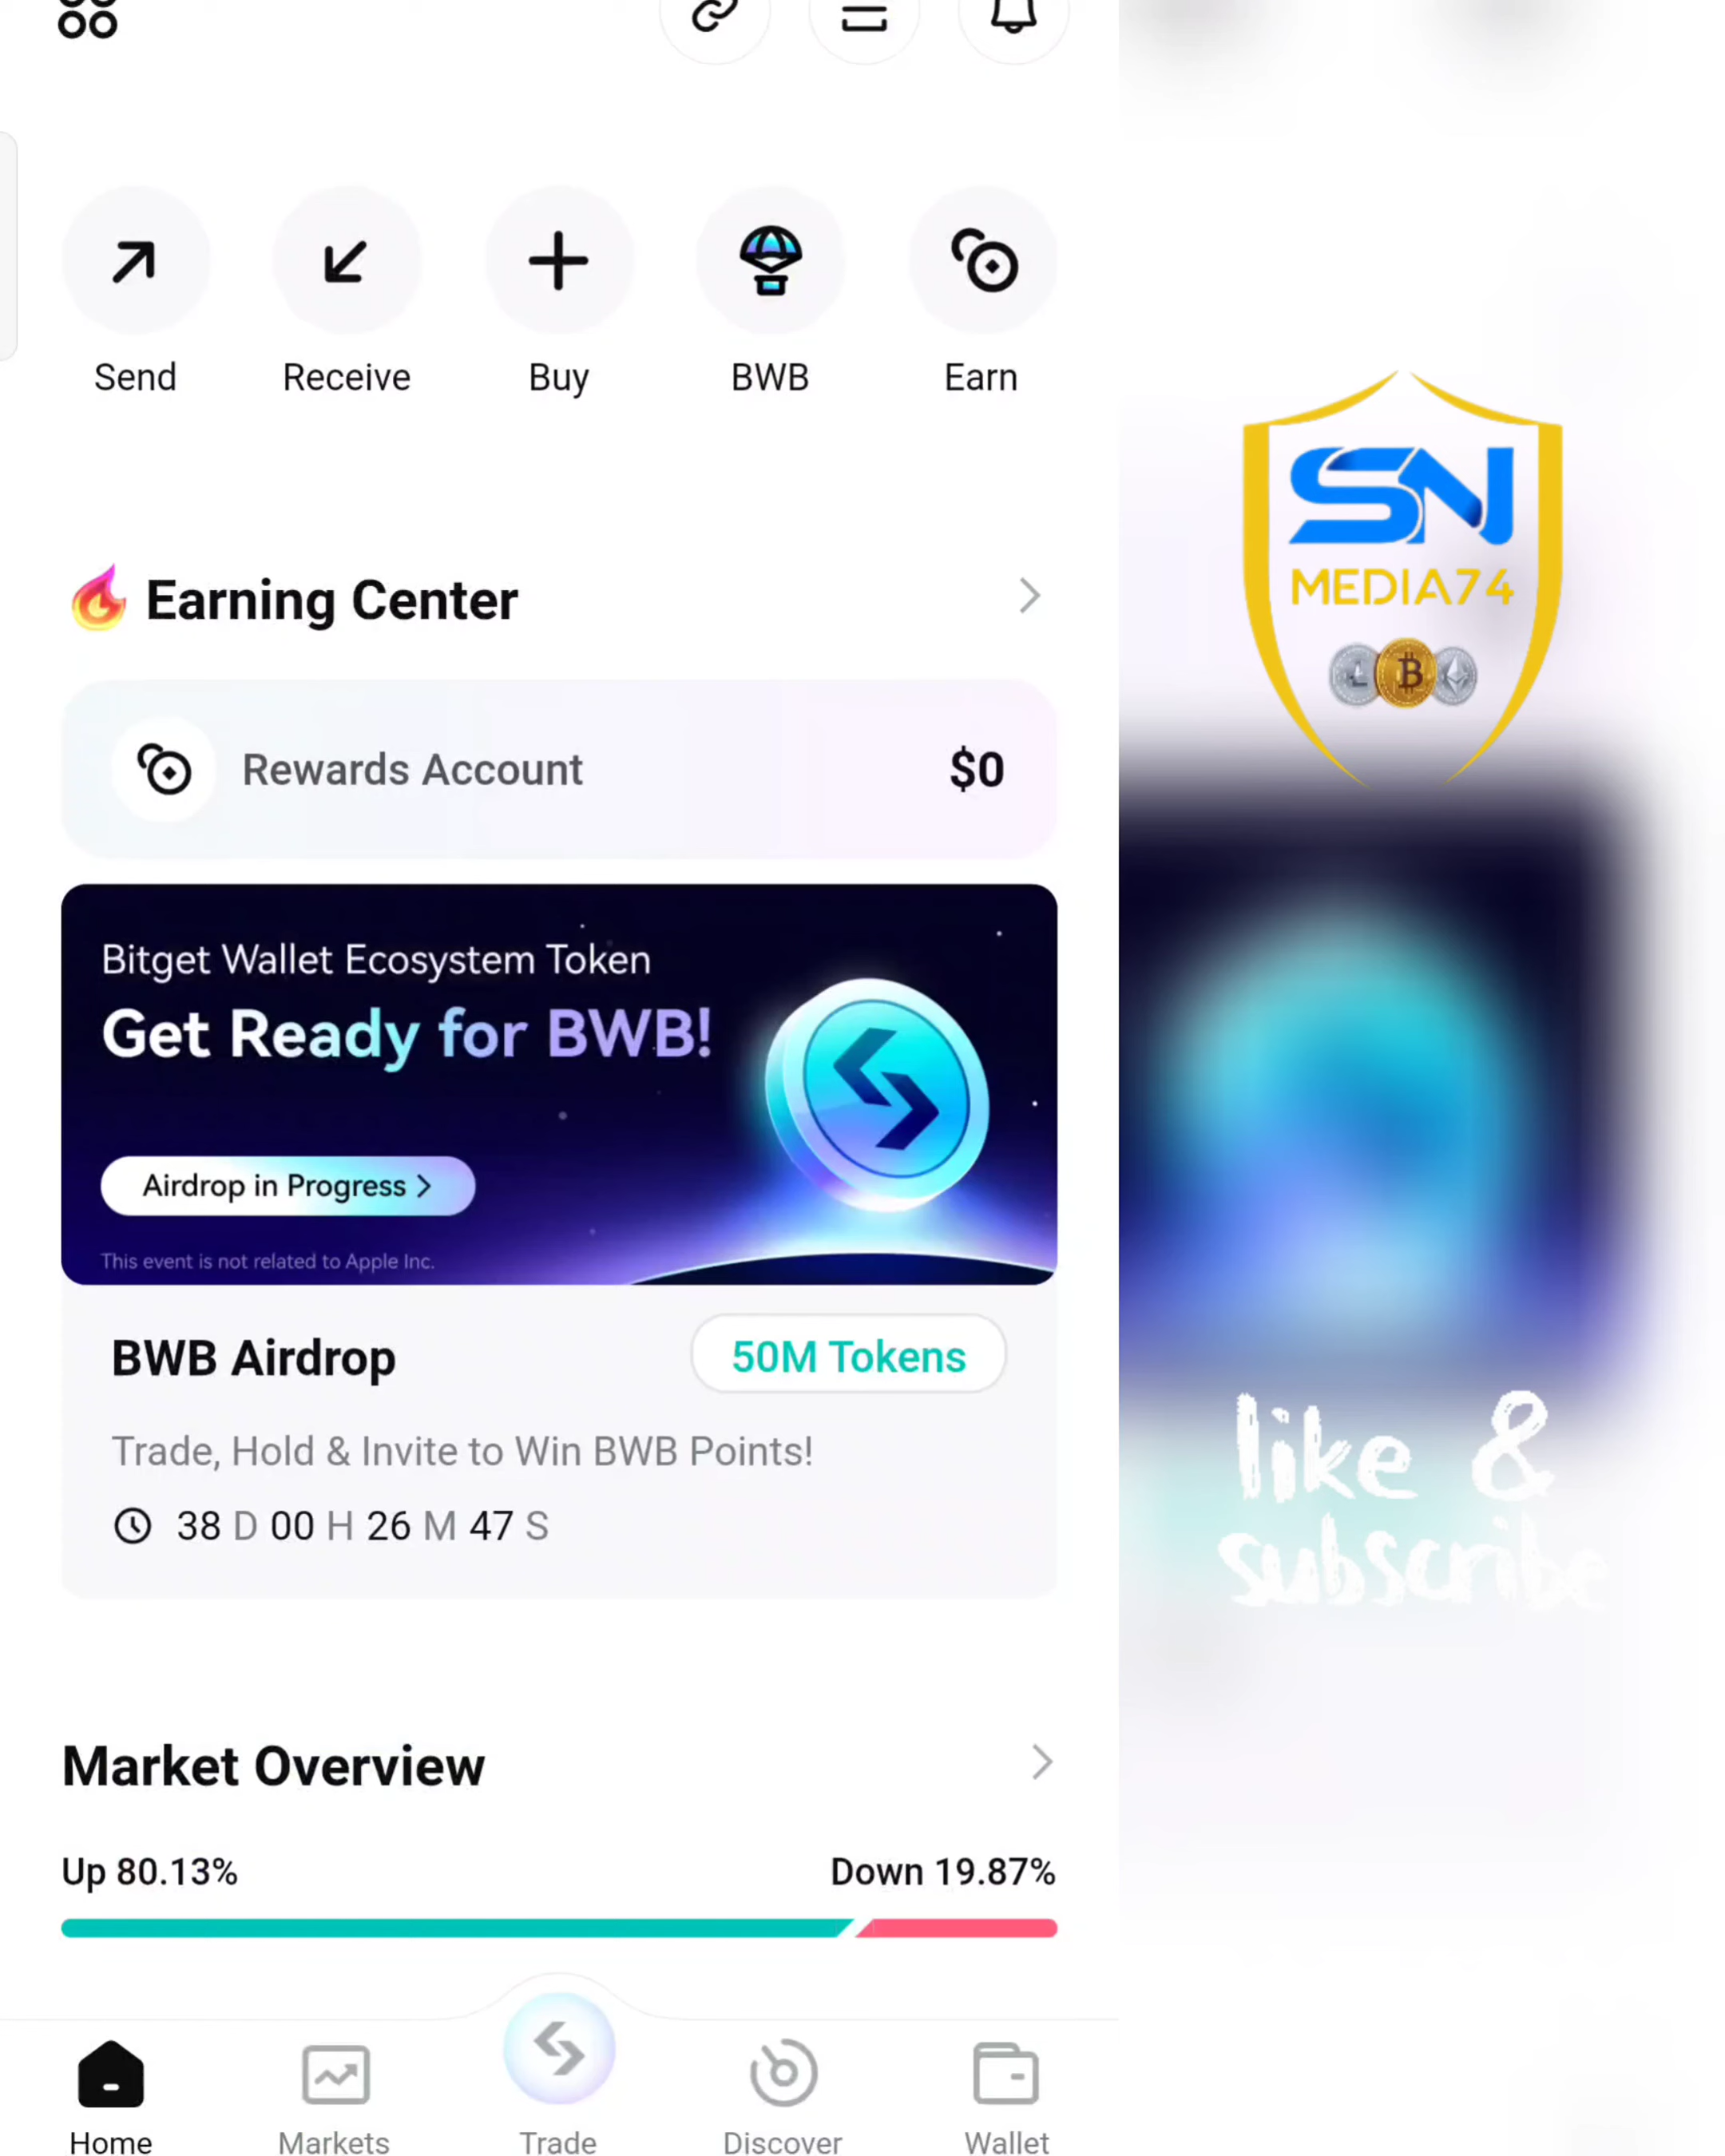 Send Receive Buy BWB Earn
Earning Center
Rewards Account $0
Bitget Wallet Ecosystem Token
Get Ready for BWB!
Airdrop in Progress >
This event is not related to Apple Inc.
BWB Airdrop 50M Tokens
Trade, Hold & Invite to Win BWB Points!
38 D 00 H 26 M 47 S
Market Overview
Up 80.13% Down 19.87%
Home Markets Trade Discover Wallet
SN
MEDIA74
like &
subscribe